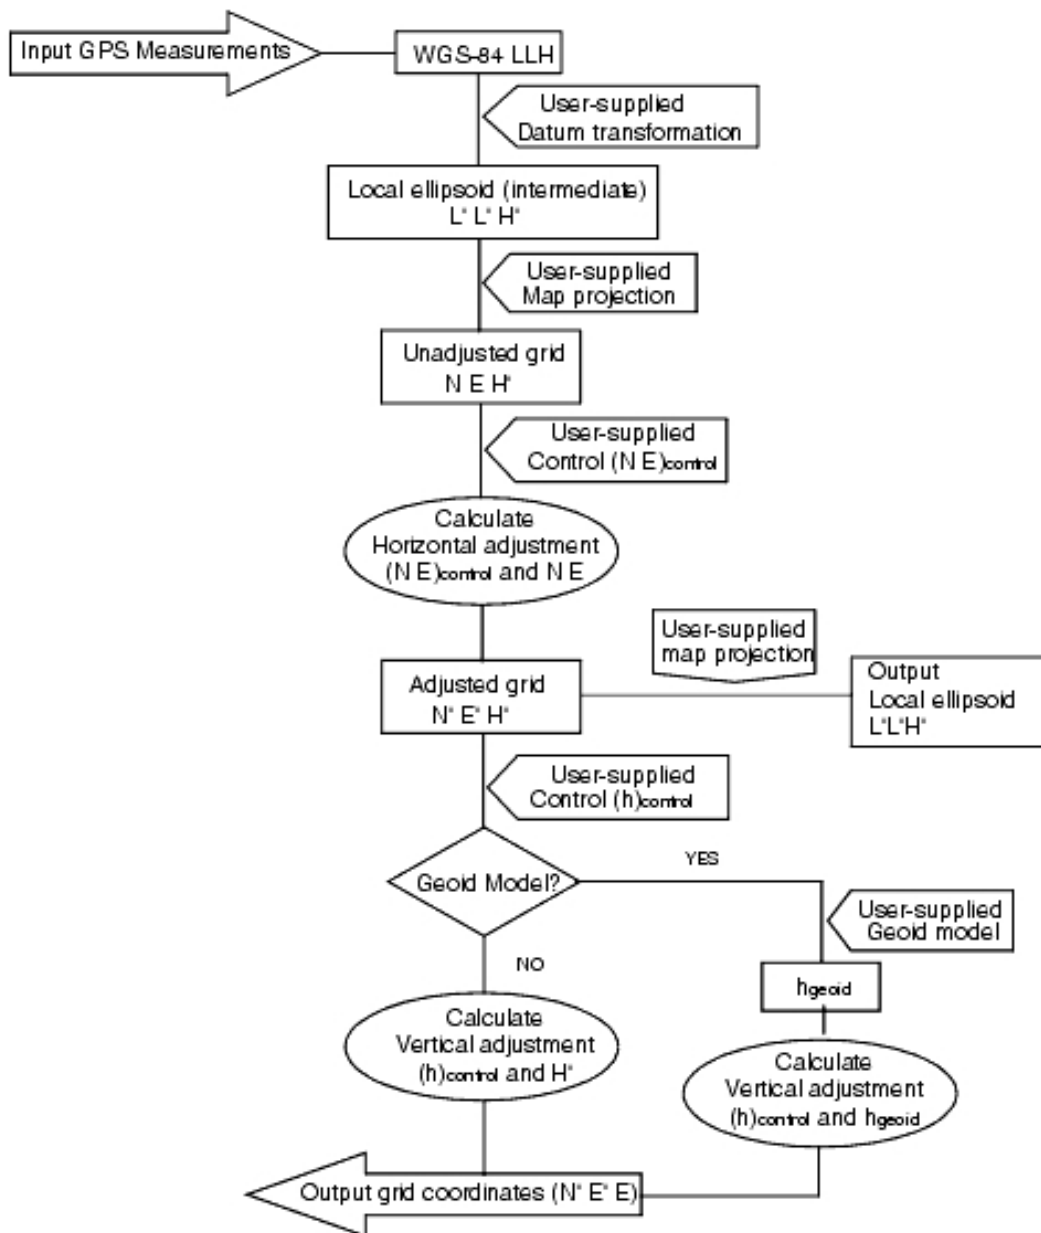 Input GPS Measurements
WGS-84 LLH
User-supplied
Datum transformation
Local ellipsoid (intermediate)
L' L' H'
User-supplied
Map projection
Unadjusted grid
N E H'
User-supplied
Control (N E)control
Calculate
Horizontal adjustment
(N E)control and N E
User-supplied
map projection
Adjusted grid
N' E' H'
Output
Local ellipsoid
L'L'H'
User-supplied
Control (h)control
Geoid Model?
YES
User-supplied
Geoid model
NO
hgeoid
Calculate
Vertical adjustment
(h)control and H'
Calculate
Vertical adjustment
(h)control and hgeoid
Output grid coordinates (N' E' E)